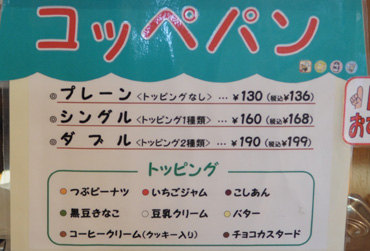 コッペパン
◎ プレーン <トッピングなし> … ¥130 (税込¥136)
◎ シングル <トッピング1種類> … ¥160 (税込¥168)
◎ ダブル <トッピング2種類> … ¥190 (税込¥199)
トッピング
●つぶピーナツ ●いちごジャム ●こしあん
●黒豆きなこ ○豆乳クリーム ●バター
●コーヒークリーム(クッキー入り) ●チョコカスタード